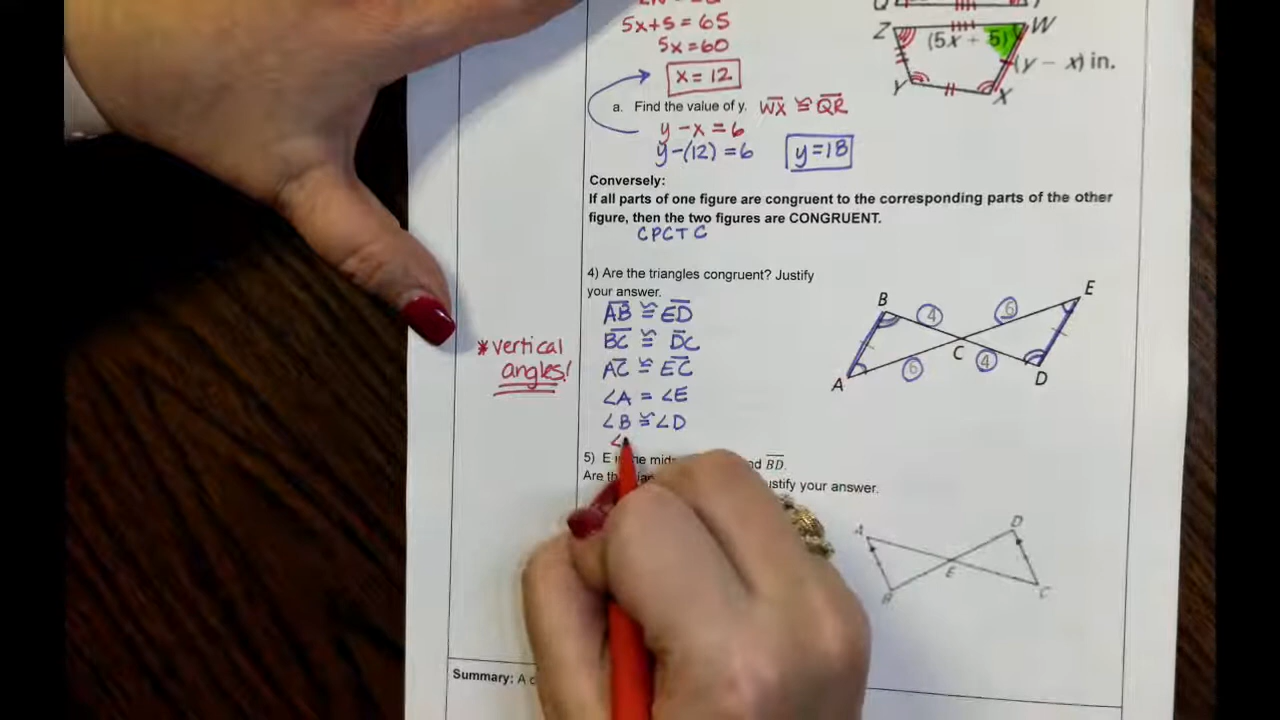 5x+5 = 65
5x = 60
x = 12
a. Find the value of y. WX ≅ QR
y - x = 6
y - (12) = 6 y = 18
Z W
(5x + 5)
(y − x) in.
Y X
Conversely:
If all parts of one figure are congruent to the corresponding parts of the other
figure, then the two figures are CONGRUENT.
CPCTC
4) Are the triangles congruent? Justify
your answer.
AB ≅ ED
BC ≅ DC
AC ≅ EC
∠A = ∠E
∠B ≅ ∠D
∠
*vertical
angles!
B 4 6 E
C
A 6 4 D
5) E BD.
Are justify your answer.
A D
E
B C
Summary: A